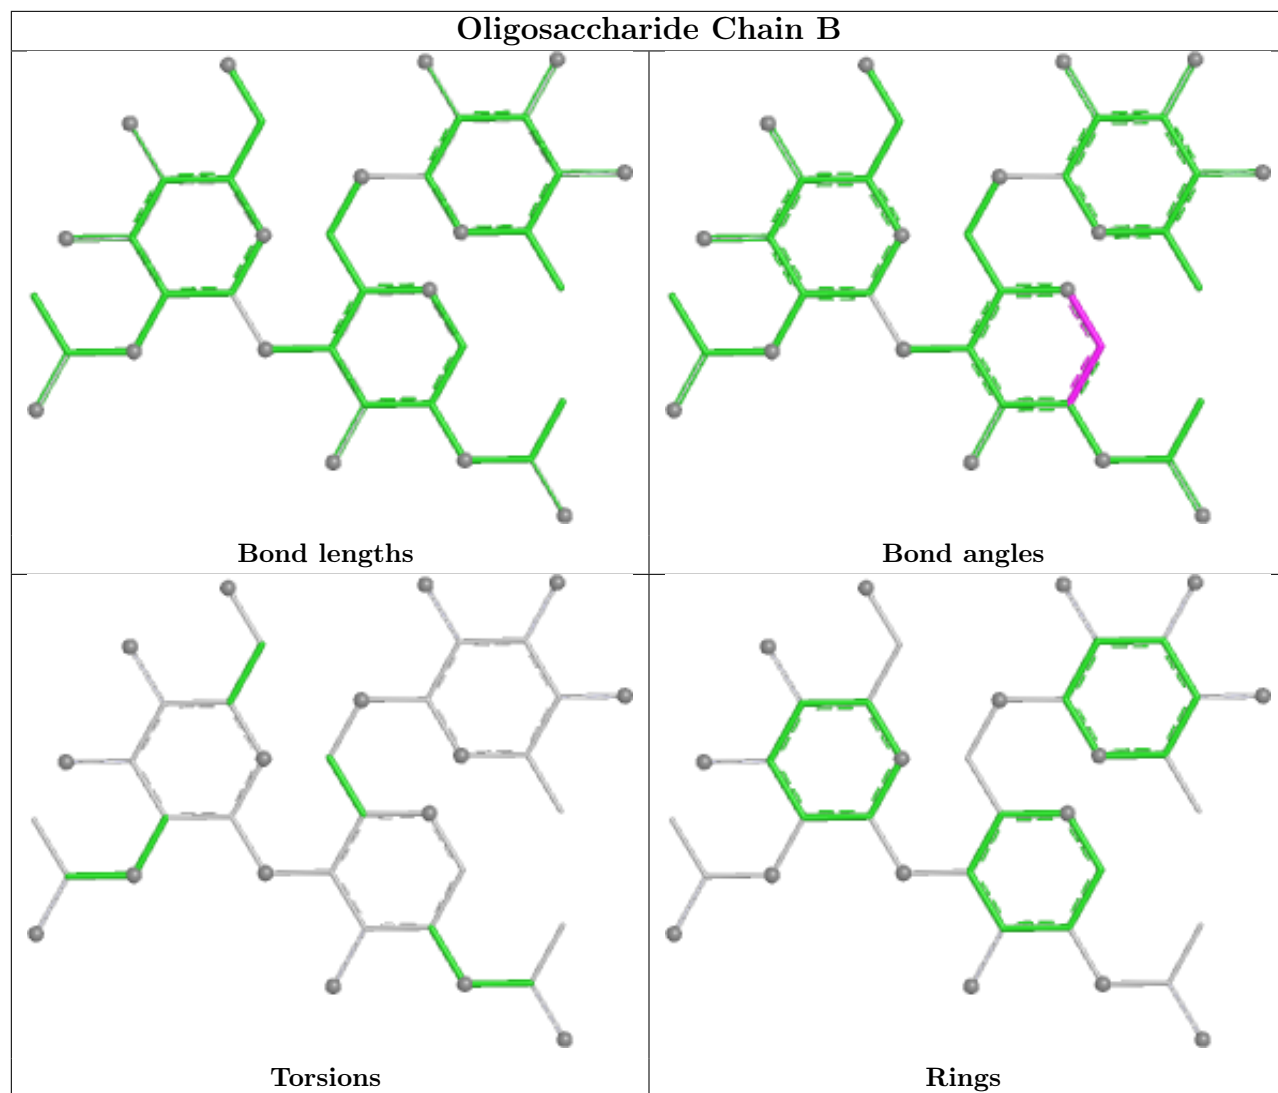 Oligosaccharide Chain B
Bond lengths
Bond angles
Torsions
Rings